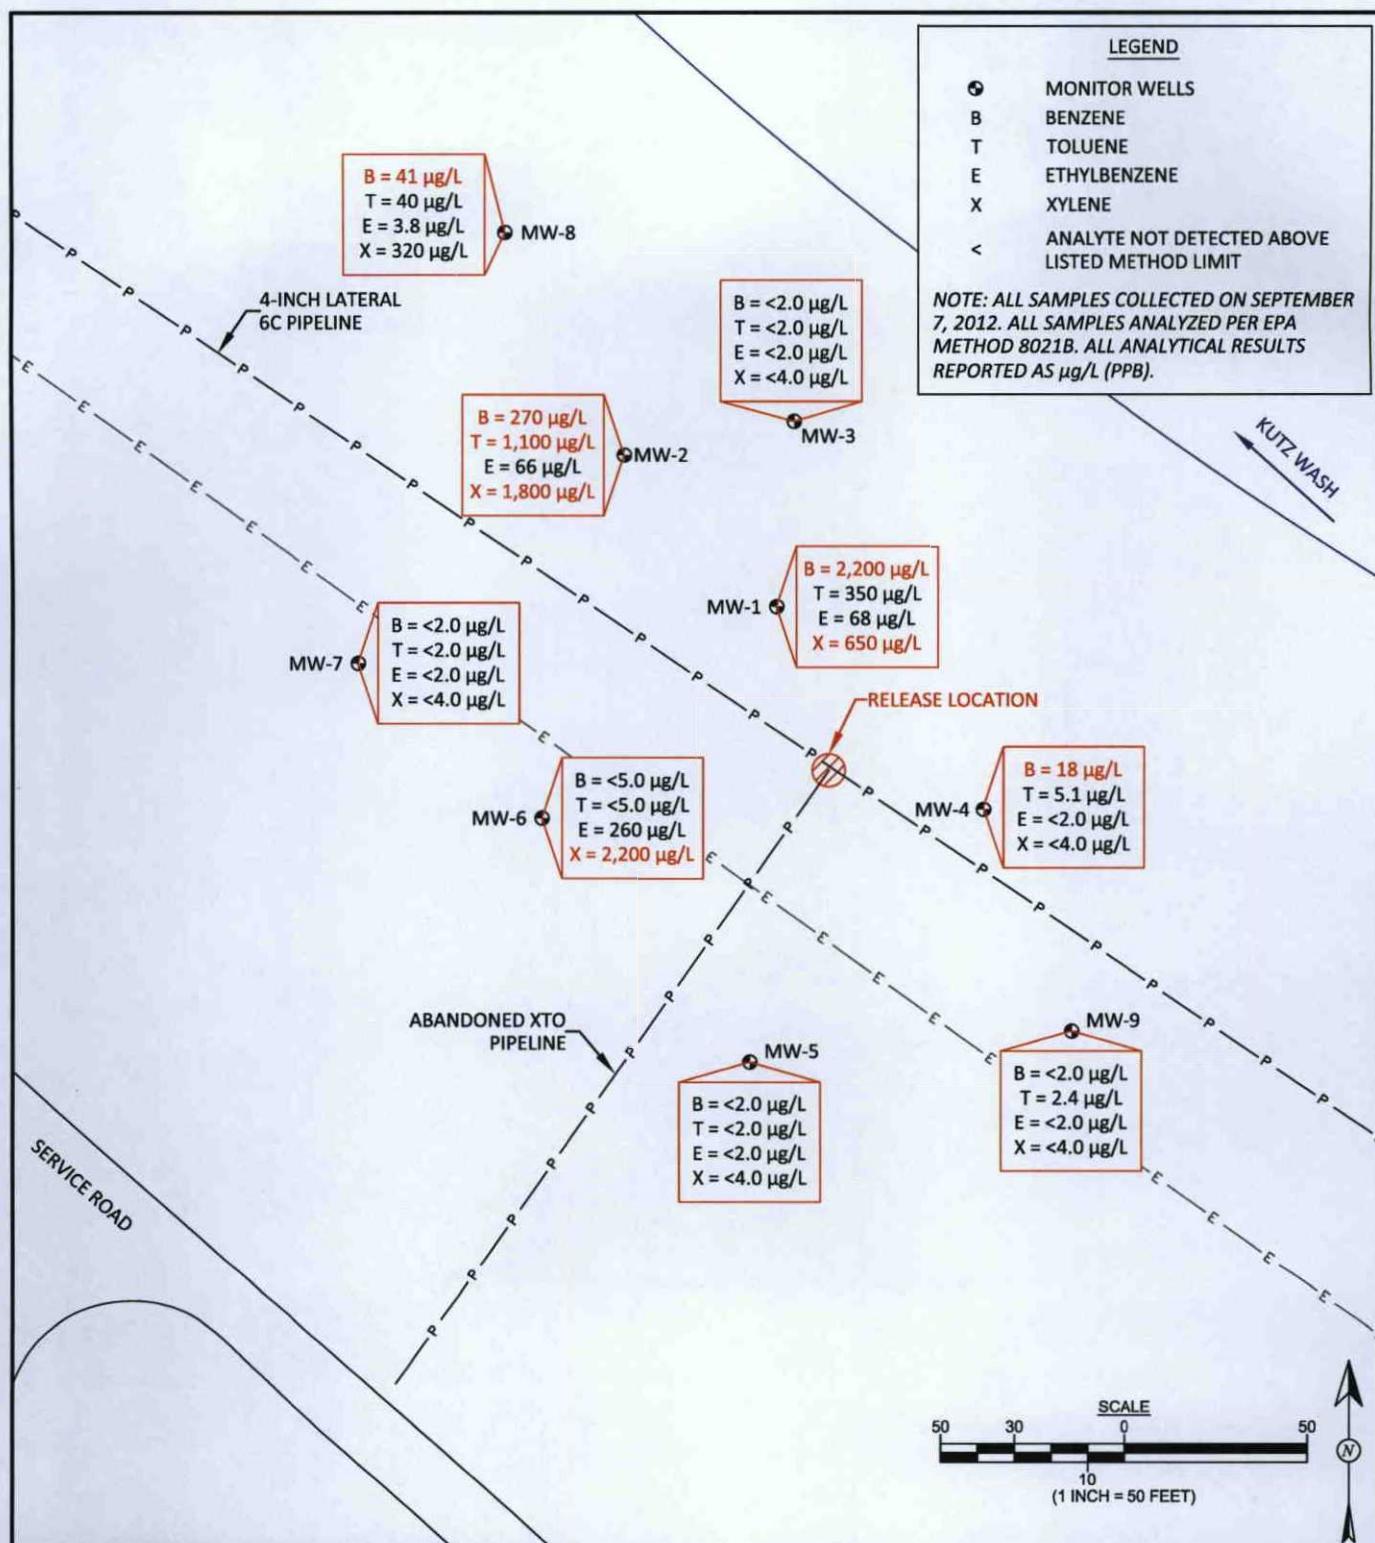 LEGEND
MONITOR WELLS
B BENZENE
T TOLUENE
E ETHYLBENZENE
X XYLENE
< ANALYTE NOT DETECTED ABOVE
LISTED METHOD LIMIT
NOTE: ALL SAMPLES COLLECTED ON SEPTEMBER
7, 2012. ALL SAMPLES ANALYZED PER EPA
METHOD 8021B. ALL ANALYTICAL RESULTS
REPORTED AS µg/L (PPB).
B = 41 µg/L
T = 40 µg/L
E = 3.8 µg/L
X = 320 µg/L
MW-8
4-INCH LATERAL
6C PIPELINE
B = <2.0 µg/L
T = <2.0 µg/L
E = <2.0 µg/L
X = <4.0 µg/L
MW-3
B = 270 µg/L
T = 1,100 µg/L
E = 66 µg/L
X = 1,800 µg/L
MW-2
KUTZ WASH
MW-1
B = 2,200 µg/L
T = 350 µg/L
E = 68 µg/L
X = 650 µg/L
MW-7
B = <2.0 µg/L
T = <2.0 µg/L
E = <2.0 µg/L
X = <4.0 µg/L
RELEASE LOCATION
MW-6
B = <5.0 µg/L
T = <5.0 µg/L
E = 260 µg/L
X = 2,200 µg/L
MW-4
B = 18 µg/L
T = 5.1 µg/L
E = <2.0 µg/L
X = <4.0 µg/L
ABANDONED XTO
PIPELINE
MW-5
B = <2.0 µg/L
T = <2.0 µg/L
E = <2.0 µg/L
X = <4.0 µg/L
MW-9
B = <2.0 µg/L
T = 2.4 µg/L
E = <2.0 µg/L
X = <4.0 µg/L
SERVICE ROAD
SCALE
50 30 0 50
10
(1 INCH = 50 FEET)
N